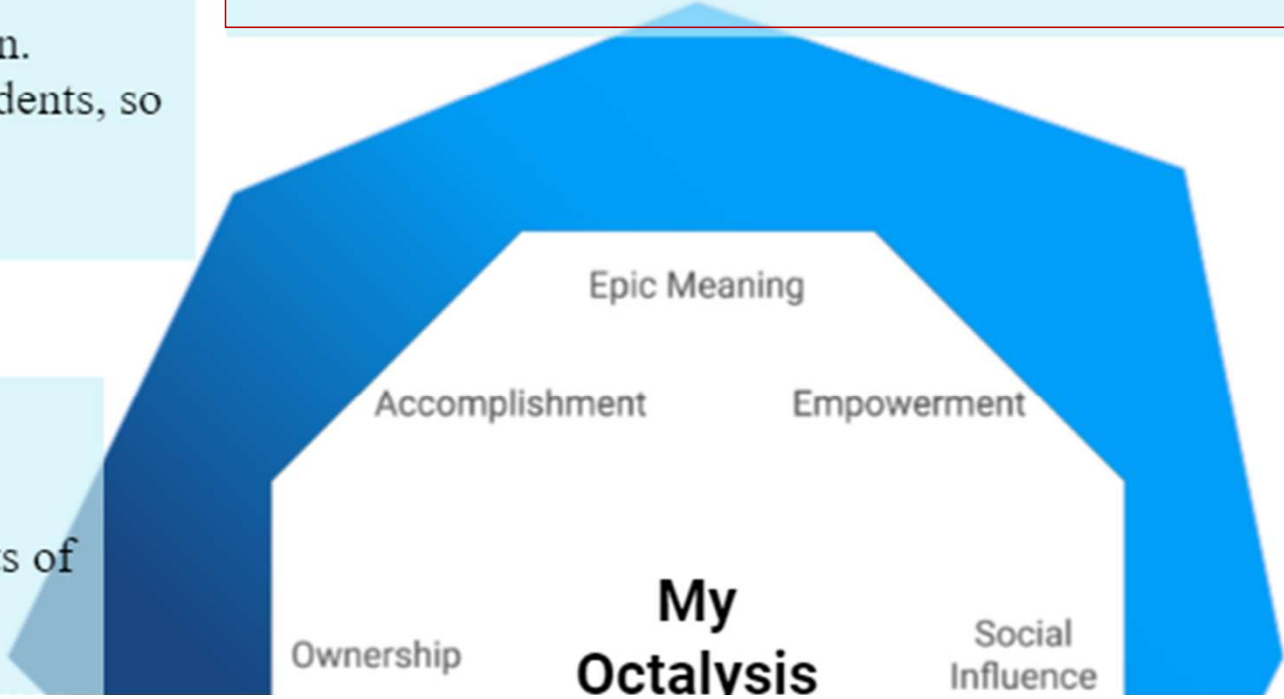 n.
dents, so
Epic Meaning
Accomplishment
Empowerment
s of
My
Octalysis
Ownership
Social
Influence